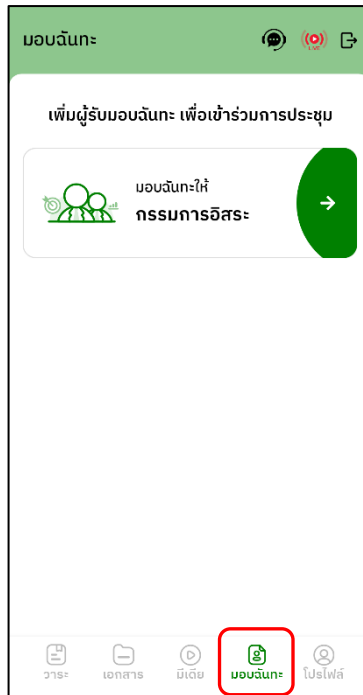 มอบฉันทะ
LIVE
เพิ่มผู้รับมอบฉันทะ เพื่อเข้าร่วมการประชุม
มอบฉันทะให้
กรรมการอิสระ
วาระ เอกสาร มีเดีย มอบฉันทะ โปรไฟล์